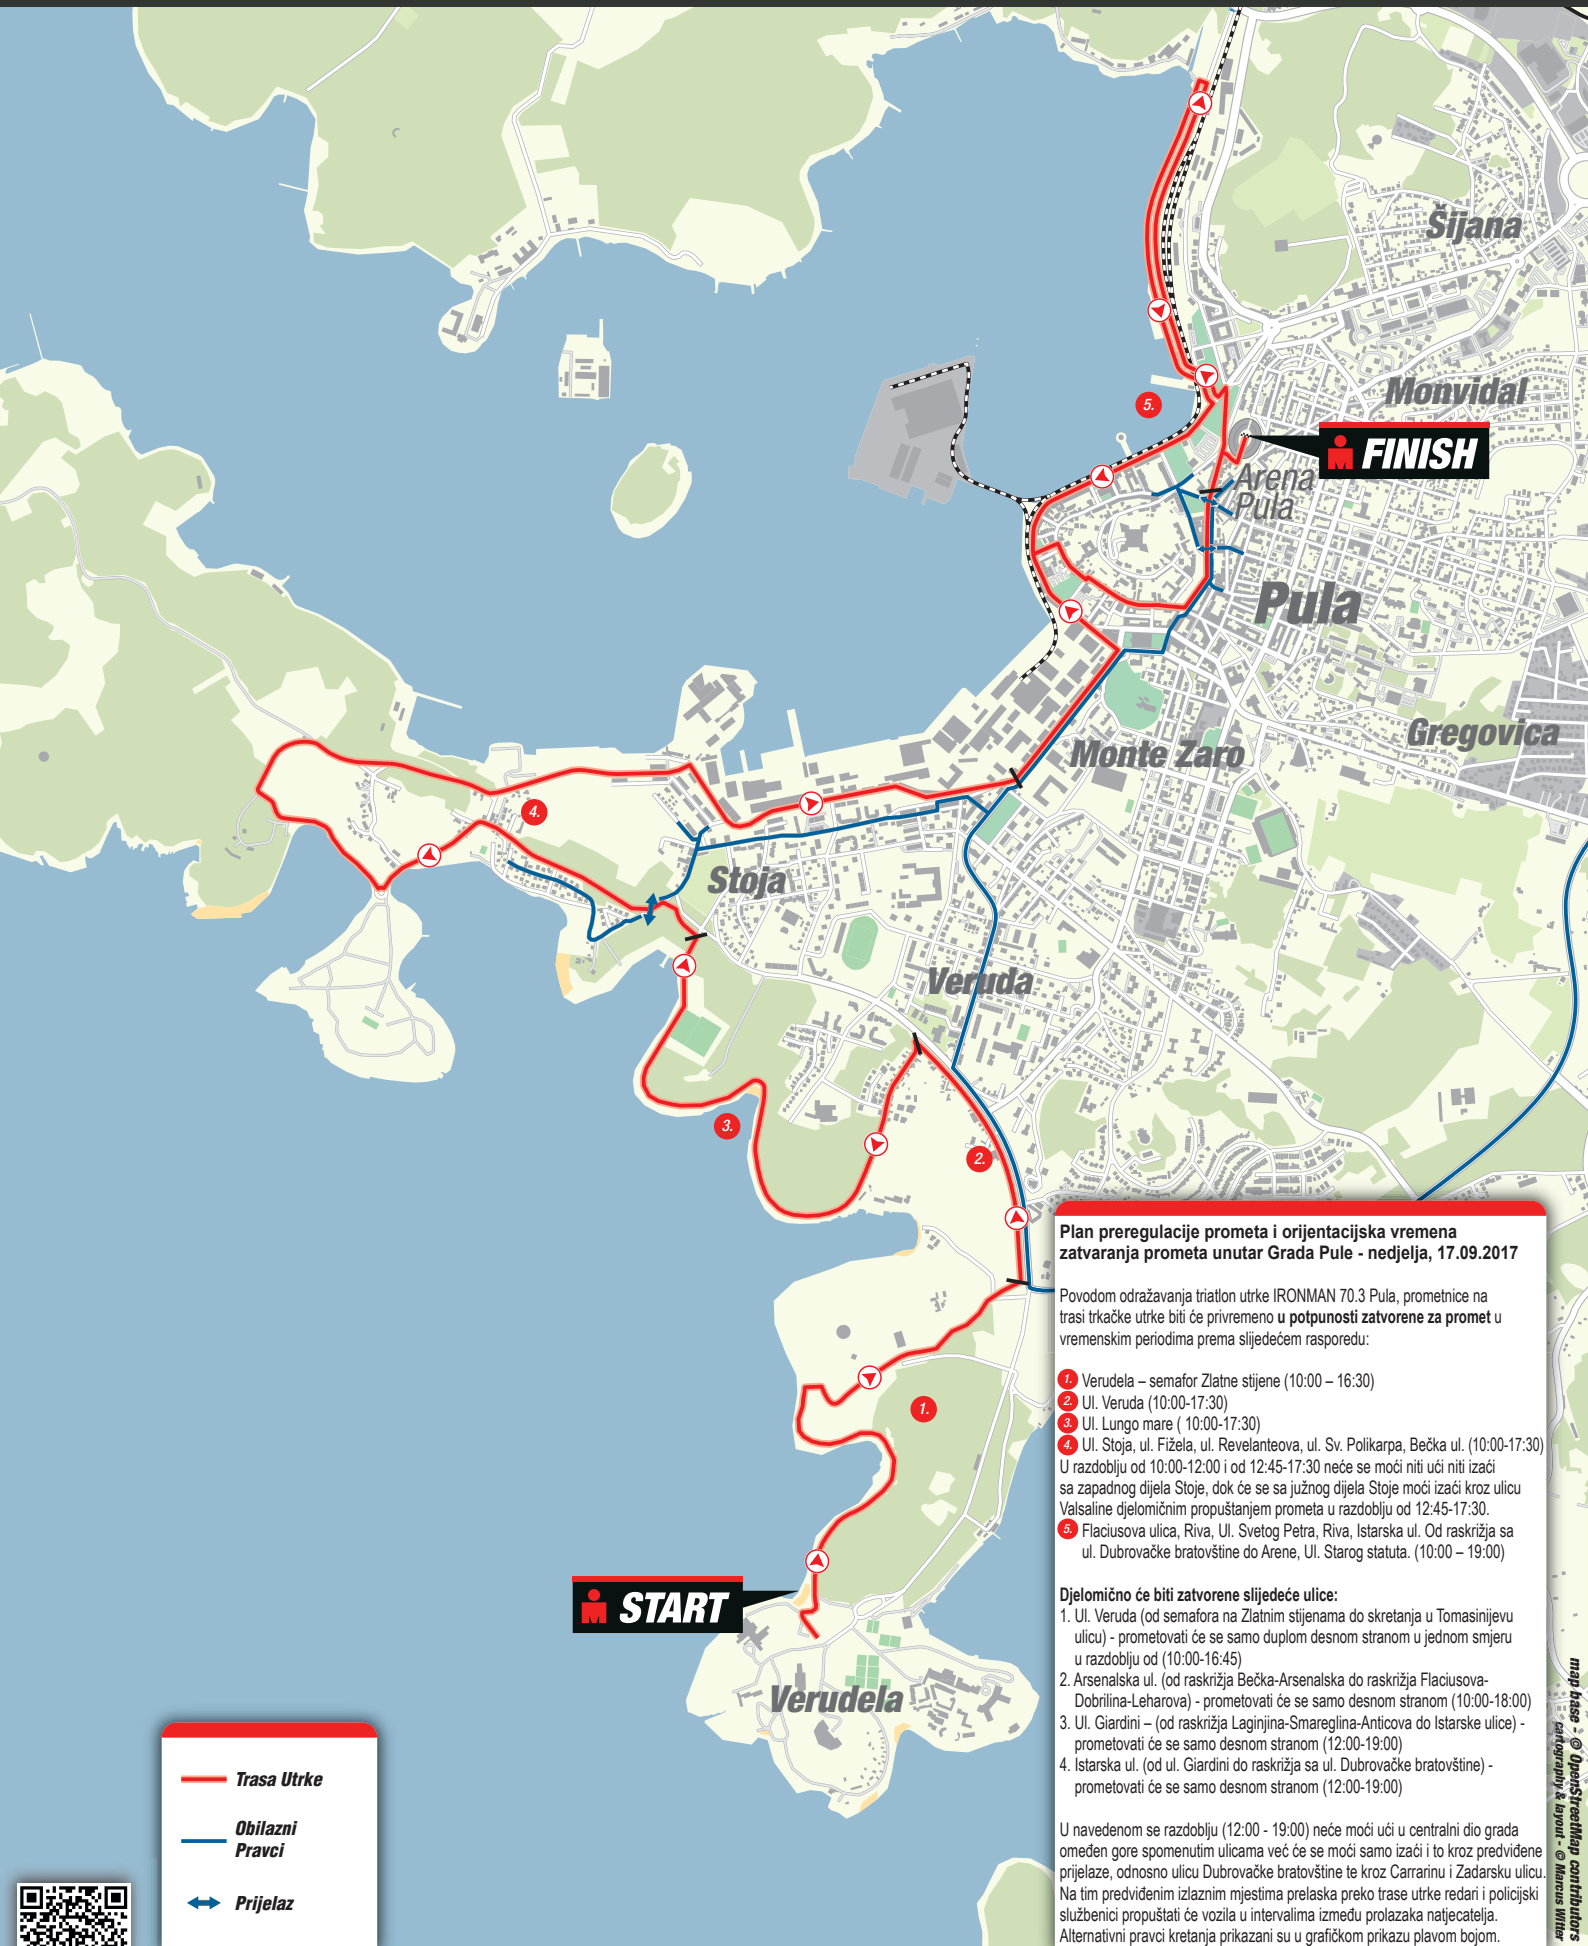 Šijana
Monvidal
5.
FINISH
Arena
Pula
Pula
Gregovica
Monte Zaro
4.
Stoja
Veruda
3.
2.
1.
START
Verudela
Plan preregulacije prometa i orijentacijska vremena
zatvaranja prometa unutar Grada Pule - nedjelja, 17.09.2017
Povodom odražavanja triatlon utrke IRONMAN 70.3 Pula, prometnice na
trasi trkačke utrke biti će privremeno u potpunosti zatvorene za promet u
vremenskim periodima prema slijedećem rasporedu:
1. Verudela – semafor Zlatne stijene (10:00 – 16:30)
2. Ul. Veruda (10:00-17:30)
3. Ul. Lungo mare ( 10:00-17:30)
4. Ul. Stoja, ul. Fižela, ul. Revelanteova, ul. Sv. Polikarpa, Bečka ul. (10:00-17:30)
U razdoblju od 10:00-12:00 i od 12:45-17:30 neće se moći niti ući niti izaći
sa zapadnog dijela Stoje, dok će se sa južnog dijela Stoje moći izaći kroz ulicu
Valsaline djelomičnim propuštanjem prometa u razdoblju od 12:45-17:30.
5. Flaciusova ulica, Riva, Ul. Svetog Petra, Riva, Istarska ul. Od raskrižja sa
ul. Dubrovačke bratovštine do Arene, Ul. Starog statuta. (10:00 – 19:00)
Djelomično će biti zatvorene slijedeće ulice:
1. Ul. Veruda (od semafora na Zlatnim stijenama do skretanja u Tomasinijevu
ulicu) - prometovati će se samo duplom desnom stranom u jednom smjeru
u razdoblju od (10:00-16:45)
2. Arsenalska ul. (od raskrižja Bečka-Arsenalska do raskrižja Flaciusova-
Dobrilina-Leharova) - prometovati će se samo desnom stranom (10:00-18:00)
3. Ul. Giardini – (od raskrižja Laginjina-Smareglina-Anticova do Istarske ulice) -
prometovati će se samo desnom stranom (12:00-19:00)
4. Istarska ul. (od ul. Giardini do raskrižja sa ul. Dubrovačke bratovštine) -
prometovati će se samo desnom stranom (12:00-19:00)
U navedenom se razdoblju (12:00 - 19:00) neće moći ući u centralni dio grada
omeđen gore spomenutim ulicama već će se moći samo izaći i to kroz predviđene
prijelaze, odnosno ulicu Dubrovačke bratovštine te kroz Carrarinu i Zadarsku ulicu.
Na tim predviđenim izlaznim mjestima prelaska preko trase utrke redari i policijski
službenici propuštati će vozila u intervalima između prolazaka natjecatelja.
Alternativni pravci kretanja prikazani su u grafičkom prikazu plavom bojom.
map base - © OpenStreetMap contributors
cartography & layout - © Marcus Witter
Trasa Utrke
Obilazni
Pravci
Prijelaz